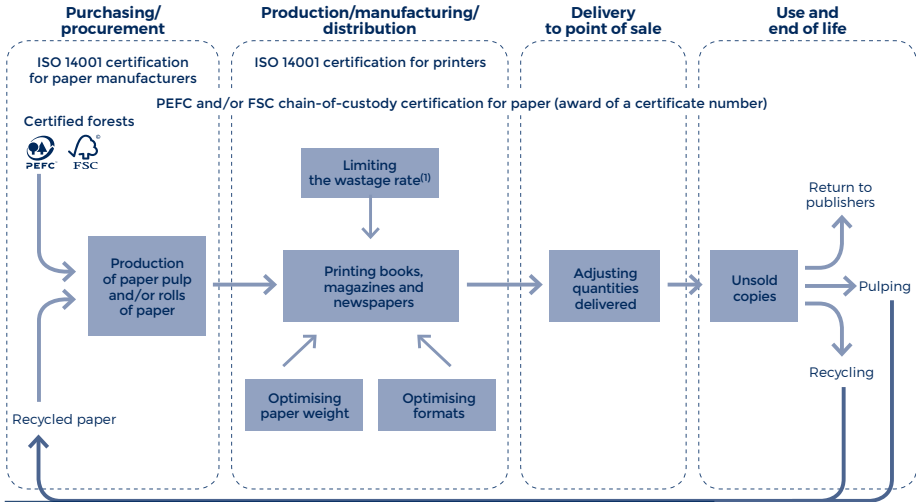 Purchasing/
procurement
Production/manufacturing/
distribution
Delivery
to point of sale
Use and
end of life
ISO 14001 certification
for paper manufacturers
ISO 14001 certification for printers
PEFC and/or FSC chain-of-custody certification for paper (award of a certificate number)
Certified forests
PEFC
FSC
Limiting
the wastage rate(1)
Return to
publishers
Production
of paper pulp
and/or rolls
of paper
Printing books,
magazines and
newspapers
Adjusting
quantities
delivered
Unsold
copies
Pulping
Recycling
Optimising
paper weight
Optimising
formats
Recycled paper